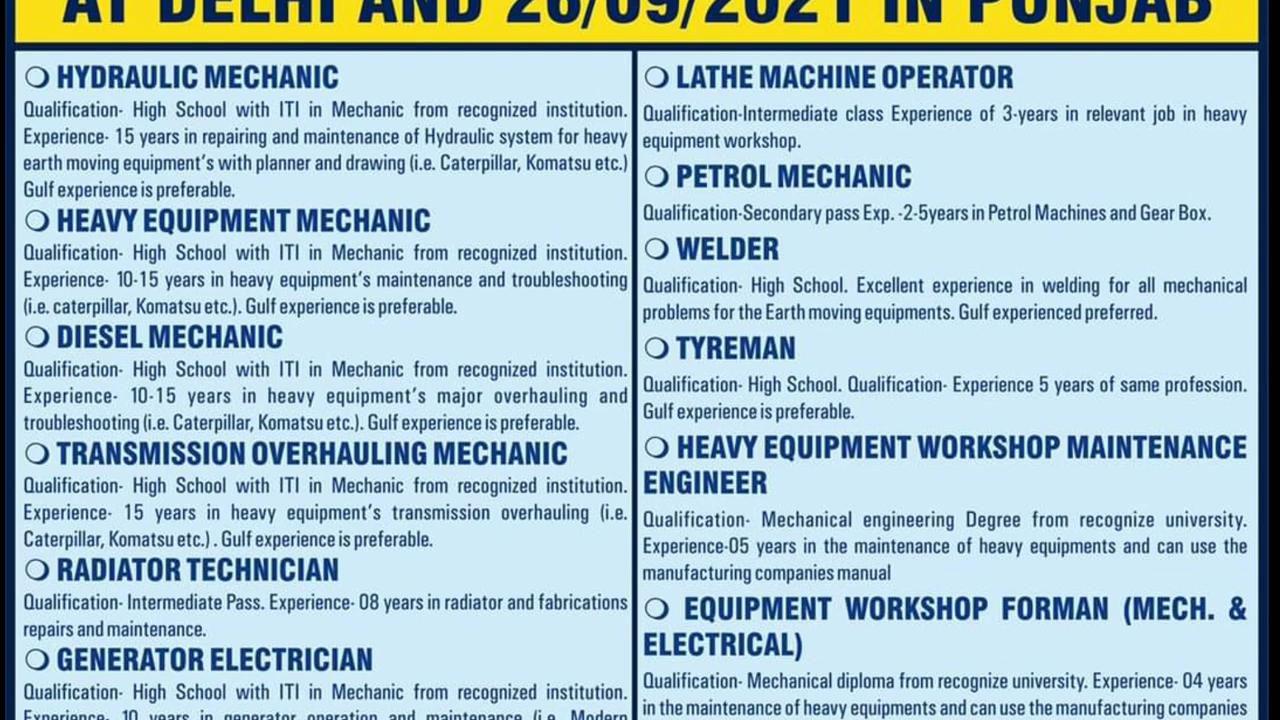 AT DELHI AND 26/09/2021 IN PUNJAB
❍ HYDRAULIC MECHANIC
Qualification- High School with ITI in Mechanic from recognized institution.
Experience- 15 years in repairing and maintenance of Hydraulic system for heavy
earth moving equipment's with planner and drawing (i.e. Caterpillar, Komatsu etc.)
Gulf experience is preferable.
❍ HEAVY EQUIPMENT MECHANIC
Qualification- High School with ITI in Mechanic from recognized institution.
Experience- 10-15 years in heavy equipment's maintenance and troubleshooting
(i.e. caterpillar, Komatsu etc.). Gulf experience is preferable.
❍ DIESEL MECHANIC
Qualification- High School with ITI in Mechanic from recognized institution.
Experience- 10-15 years in heavy equipment's major overhauling and
troubleshooting (i.e. Caterpillar, Komatsu etc.). Gulf experience is preferable.
❍ TRANSMISSION OVERHAULING MECHANIC
Qualification- High School with ITI in Mechanic from recognized institution.
Experience- 15 years in heavy equipment's transmission overhauling (i.e.
Caterpillar, Komatsu etc.) . Gulf experience is preferable.
❍ RADIATOR TECHNICIAN
Qualification- Intermediate Pass. Experience- 08 years in radiator and fabrications
repairs and maintenance.
❍ GENERATOR ELECTRICIAN
Qualification- High School with ITI in Mechanic from recognized institution.
Experience- 10 years in generator operation and maintenance (i.e. Modern
❍ LATHE MACHINE OPERATOR
Qualification-Intermediate class Experience of 3-years in relevant job in heavy
equipment workshop.
❍ PETROL MECHANIC
Qualification-Secondary pass Exp. -2-5years in Petrol Machines and Gear Box.
❍ WELDER
Qualification- High School. Excellent experience in welding for all mechanical
problems for the Earth moving equipments. Gulf experienced preferred.
❍ TYREMAN
Qualification- High School. Qualification- Experience 5 years of same profession.
Gulf experience is preferable.
❍ HEAVY EQUIPMENT WORKSHOP MAINTENANCE
ENGINEER
Qualification- Mechanical engineering Degree from recognize university.
Experience-05 years in the maintenance of heavy equipments and can use the
manufacturing companies manual
❍ EQUIPMENT WORKSHOP FORMAN (MECH. &
ELECTRICAL)
Qualification- Mechanical diploma from recognize university. Experience- 04 years
in the maintenance of heavy equipments and can use the manufacturing companies